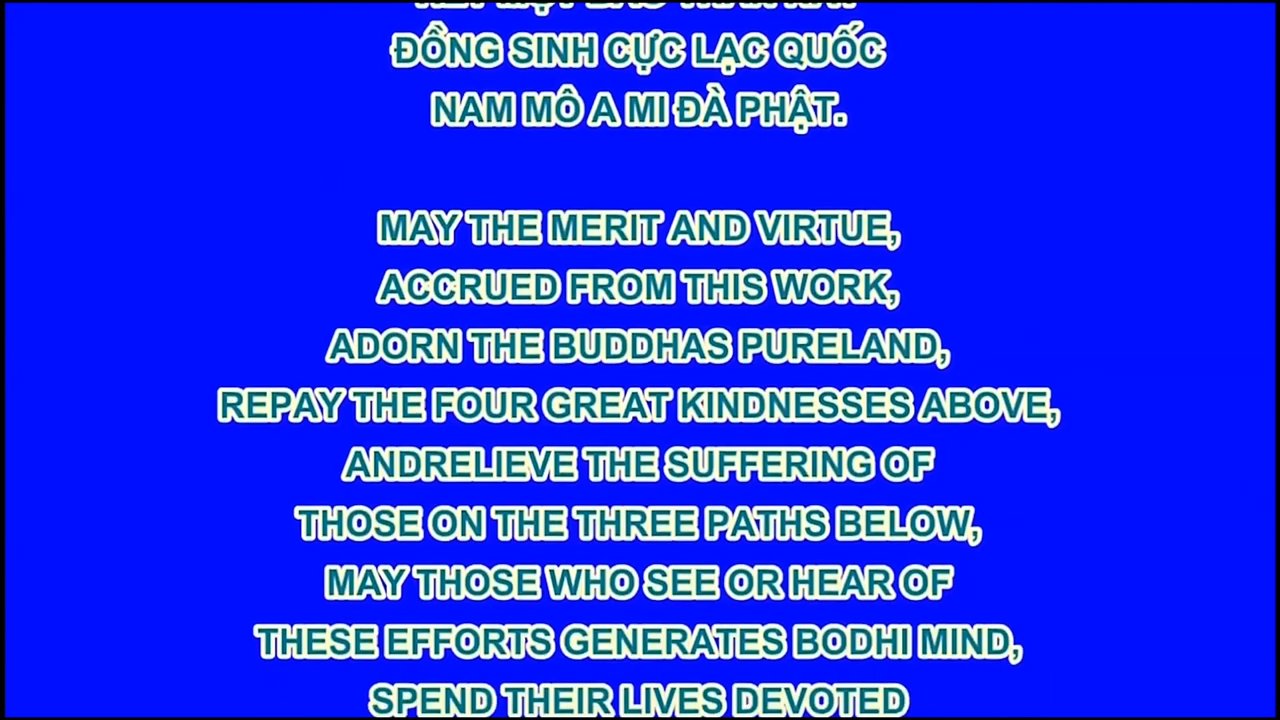 ĐỒNG SINH CỰC LẠC QUỐC
NAM MÔ A MI ĐÀ PHẬT.
MAY THE MERIT AND VIRTUE,
ACCRUED FROM THIS WORK,
ADORN THE BUDDHAS PURELAND,
REPAY THE FOUR GREAT KINDNESSES ABOVE,
ANDRELIEVE THE SUFFERING OF
THOSE ON THE THREE PATHS BELOW,
MAY THOSE WHO SEE OR HEAR OF
THESE EFFORTS GENERATES BODHI MIND,
SPEND THEIR LIVES DEVOTED